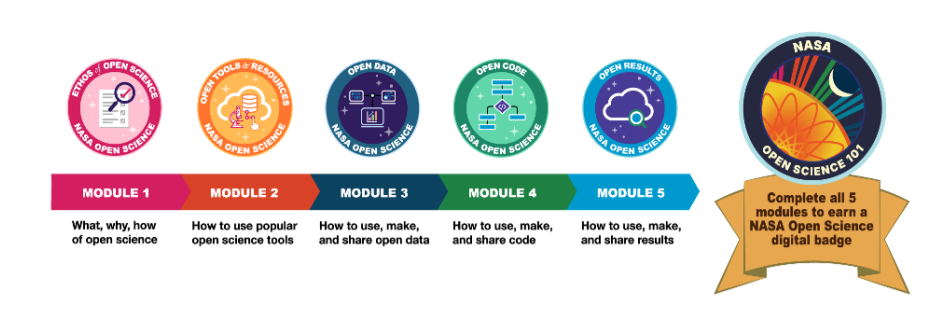 ETHOS of OPEN SCIENCE
NASA OPEN SCIENCE
OPEN TOOLS & RESOURCES
NASA OPEN SCIENCE
OPEN DATA
NASA OPEN SCIENCE
OPEN CODE
NASA OPEN SCIENCE
OPEN RESULTS
NASA OPEN SCIENCE
NASA
OPEN SCIENCE 101
MODULE 1
MODULE 2
MODULE 3
MODULE 4
MODULE 5
What, why, how
of open science
How to use popular
open science tools
How to use, make,
and share open data
How to use, make,
and share code
How to use, make,
and share results
Complete all 5
modules to earn a
NASA Open Science
digital badge